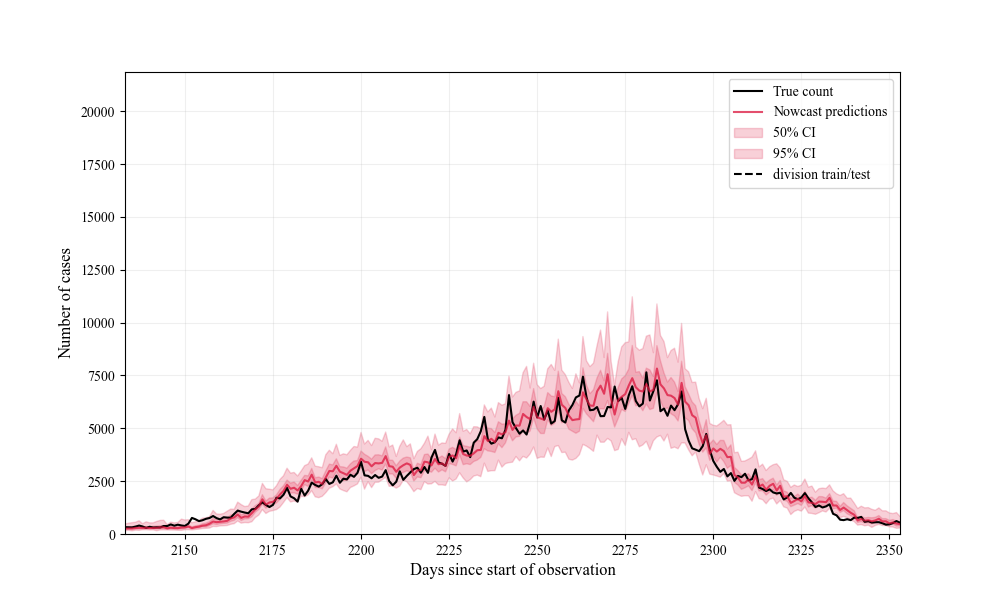 20000
17500
15000
12500
10000
7500
5000
2500
0
Number of cases
True count
Nowcast predictions
50% CI
95% CI
division train/test
2150
2175
2200
2225
2250
2275
2300
2325
2350
Days since start of observation